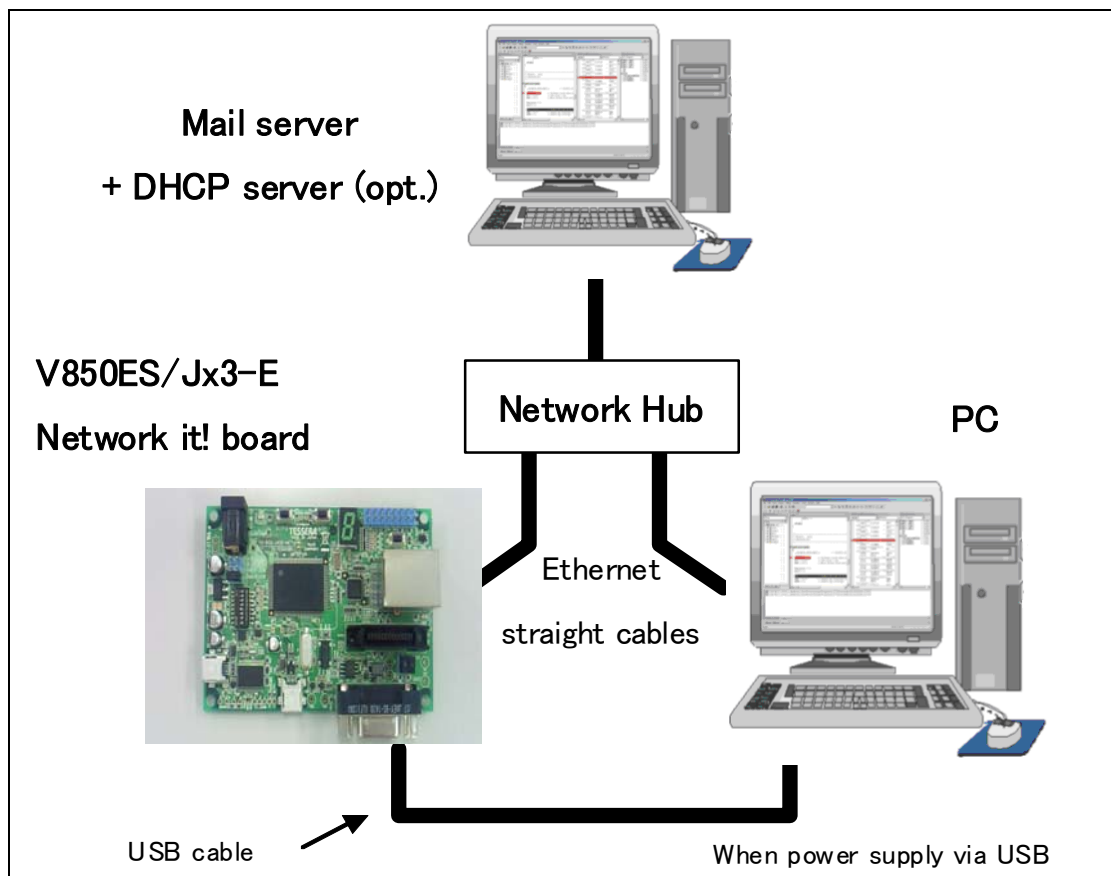 Mail server
+ DHCP server (opt.)
V850ES/Jx3-E
Network it! board
Network Hub
PC
TESSERA
Ethernet
straight cables
USB cable
When power supply via USB